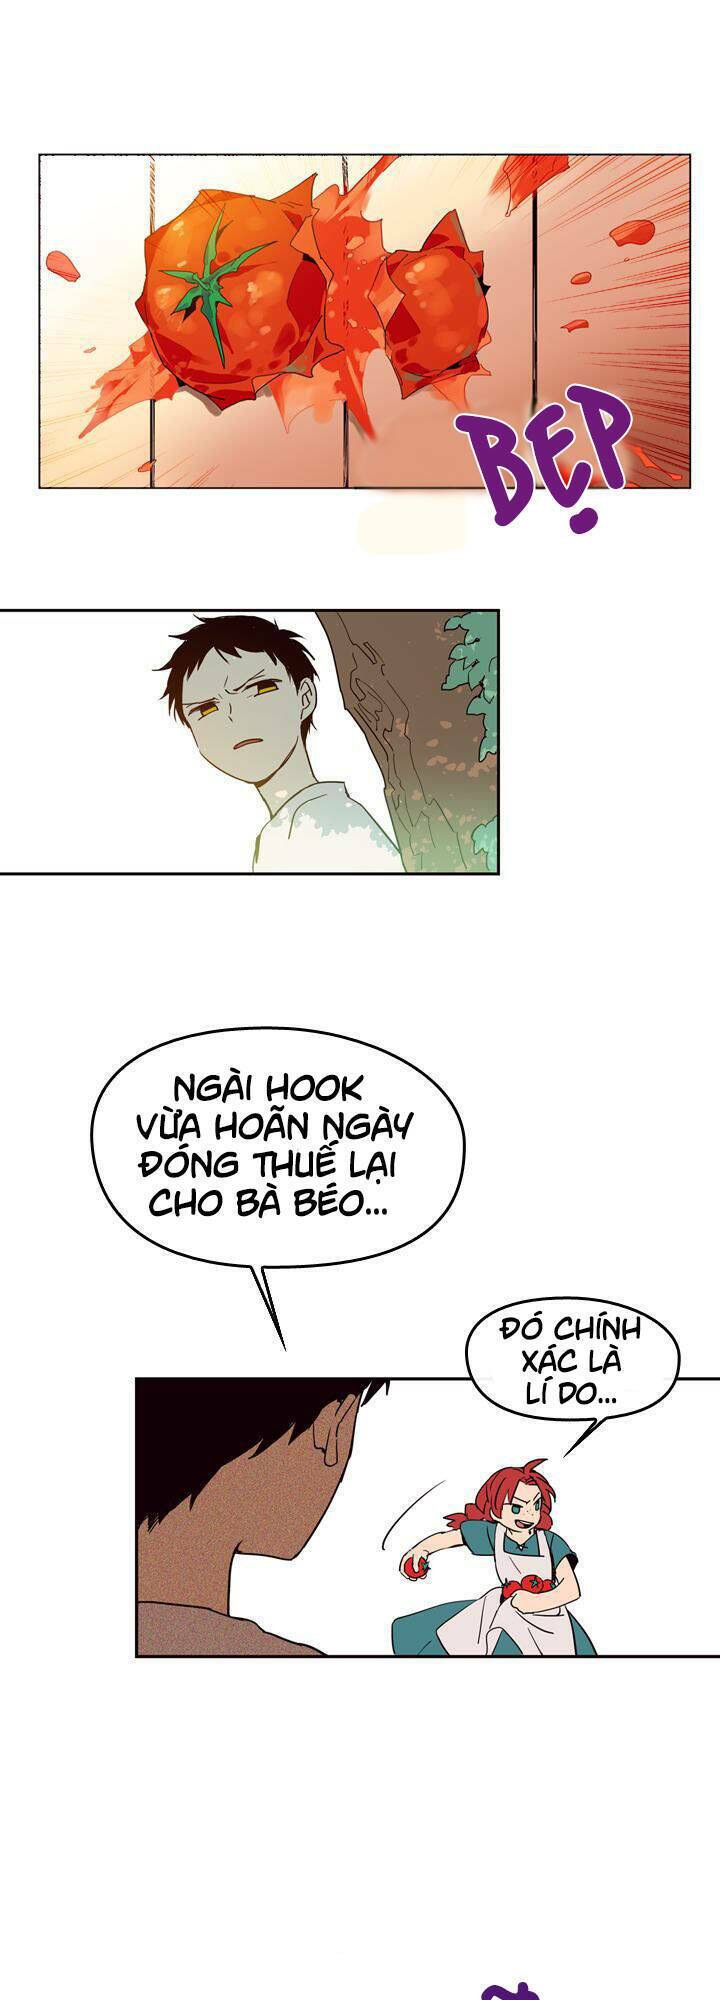 BẸP
NGÀI HOOK
VỪA HOÃN NGÀY
ĐÓNG THUẾ LẠI
CHO BÀ BÉO...
ĐÓ CHÍNH
XÁC LÀ
LÍ DO...